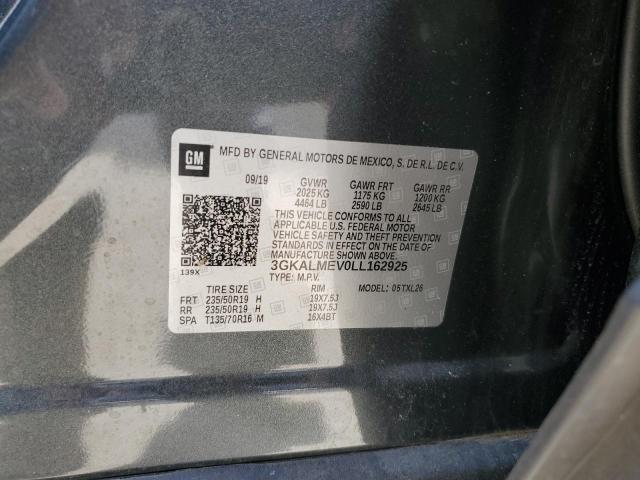 GM MFD BY GENERAL MOTORS DE MEXICO, S. DE R.L. DE C.V.
09/19 GVWR GAWR FRT GAWR RR
2025 KG 1175 KG 1200 KG
4464 LB 2590 LB 2645 LB
THIS VEHICLE CONFORMS TO ALL
APPLICABLE U.S. FEDERAL MOTOR
VEHICLE SAFETY AND THEFT PREVENTION
STANDARDS IN EFFECT ON THE DATE OF
MANUFACTURE SHOWN ABOVE.
139X 3GKALMEV0LL162925
TYPE: M.P.V. MODEL: 05TXL26
TIRE SIZE RIM
FRT 235/50R19 H 19X7.5J
RR 235/50R19 H 19X7.5J
SPA T135/70R16 M 16X4BT